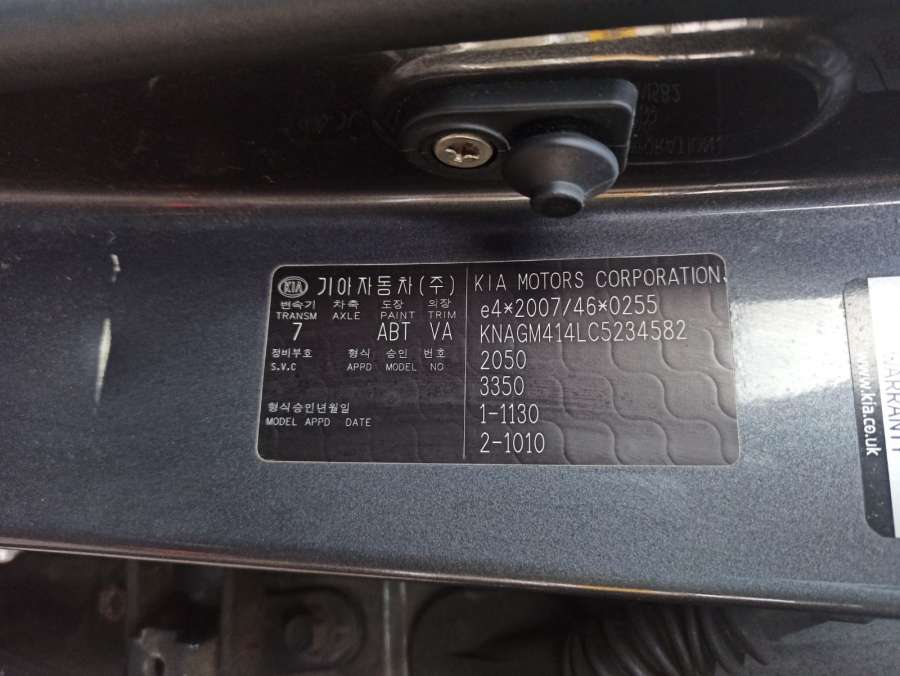 KIA 기아자동차(주)
변속기 차축 도장 의장
TRANSM AXLE PAINT TRIM
7 ABT VA
정비부호 형식 승인 번호
S.V.C APPD MODEL NO
형식승인년월일
MODEL APPD DATE
KIA MOTORS CORPORATION.
e4*2007/46*0255
KNAGM414LC5234582
2050
3350
1-1130
2-1010
WARRANTY
www.kia.co.uk